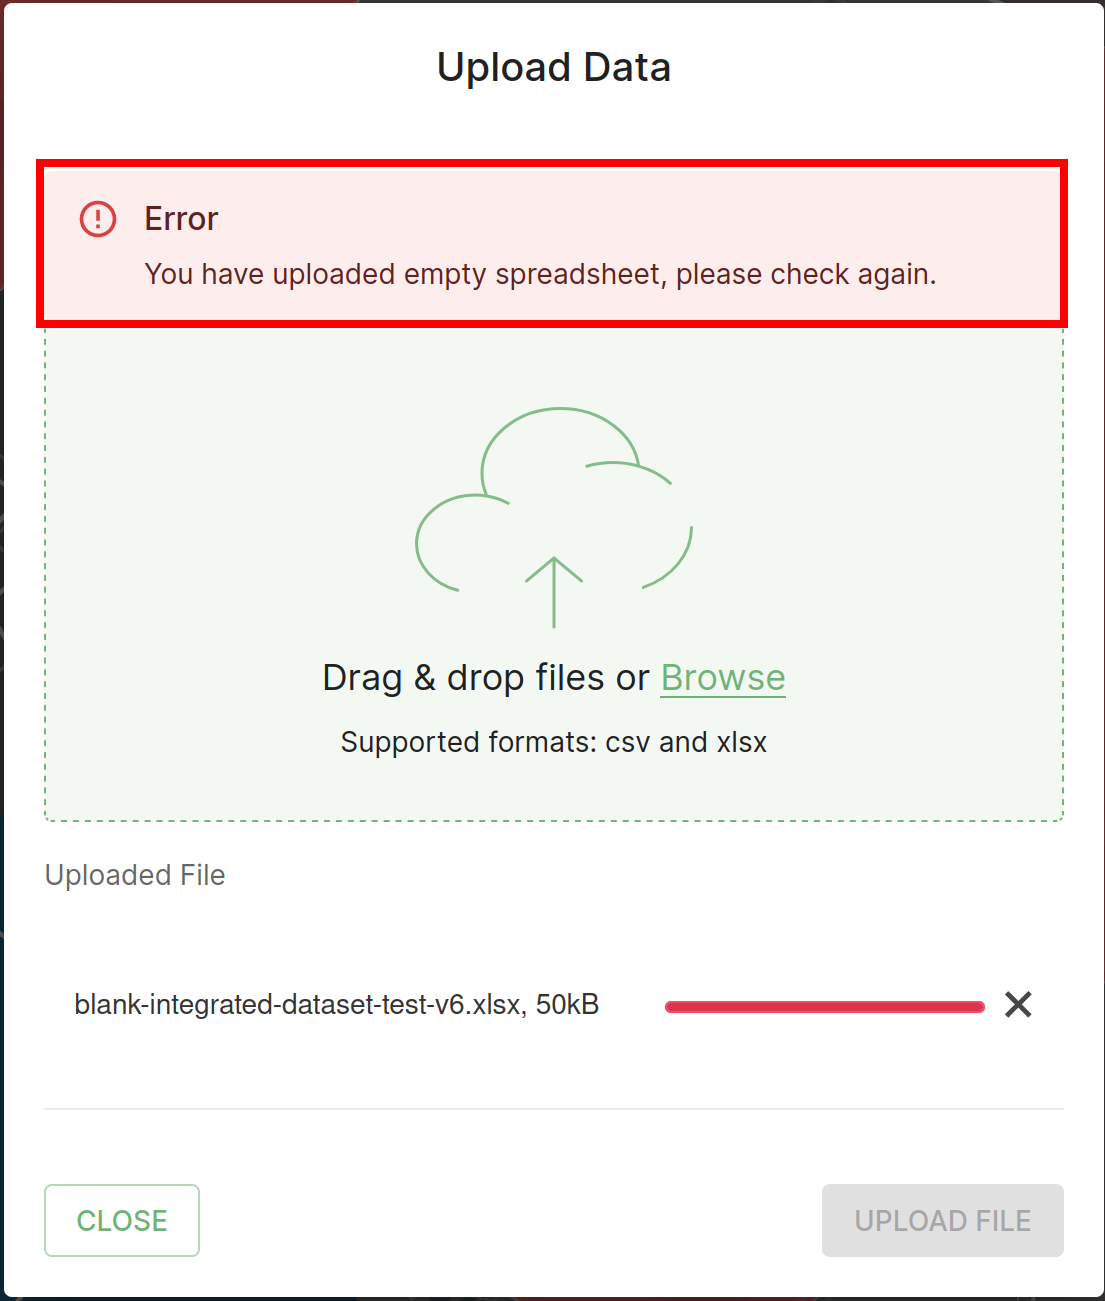 Upload Data
Error
You have uploaded empty spreadsheet, please check again.
Drag & drop files or Browse
Supported formats: csv and xlsx
Uploaded File
blank-integrated-dataset-test-v6.xlsx, 50kB
CLOSE
UPLOAD FILE